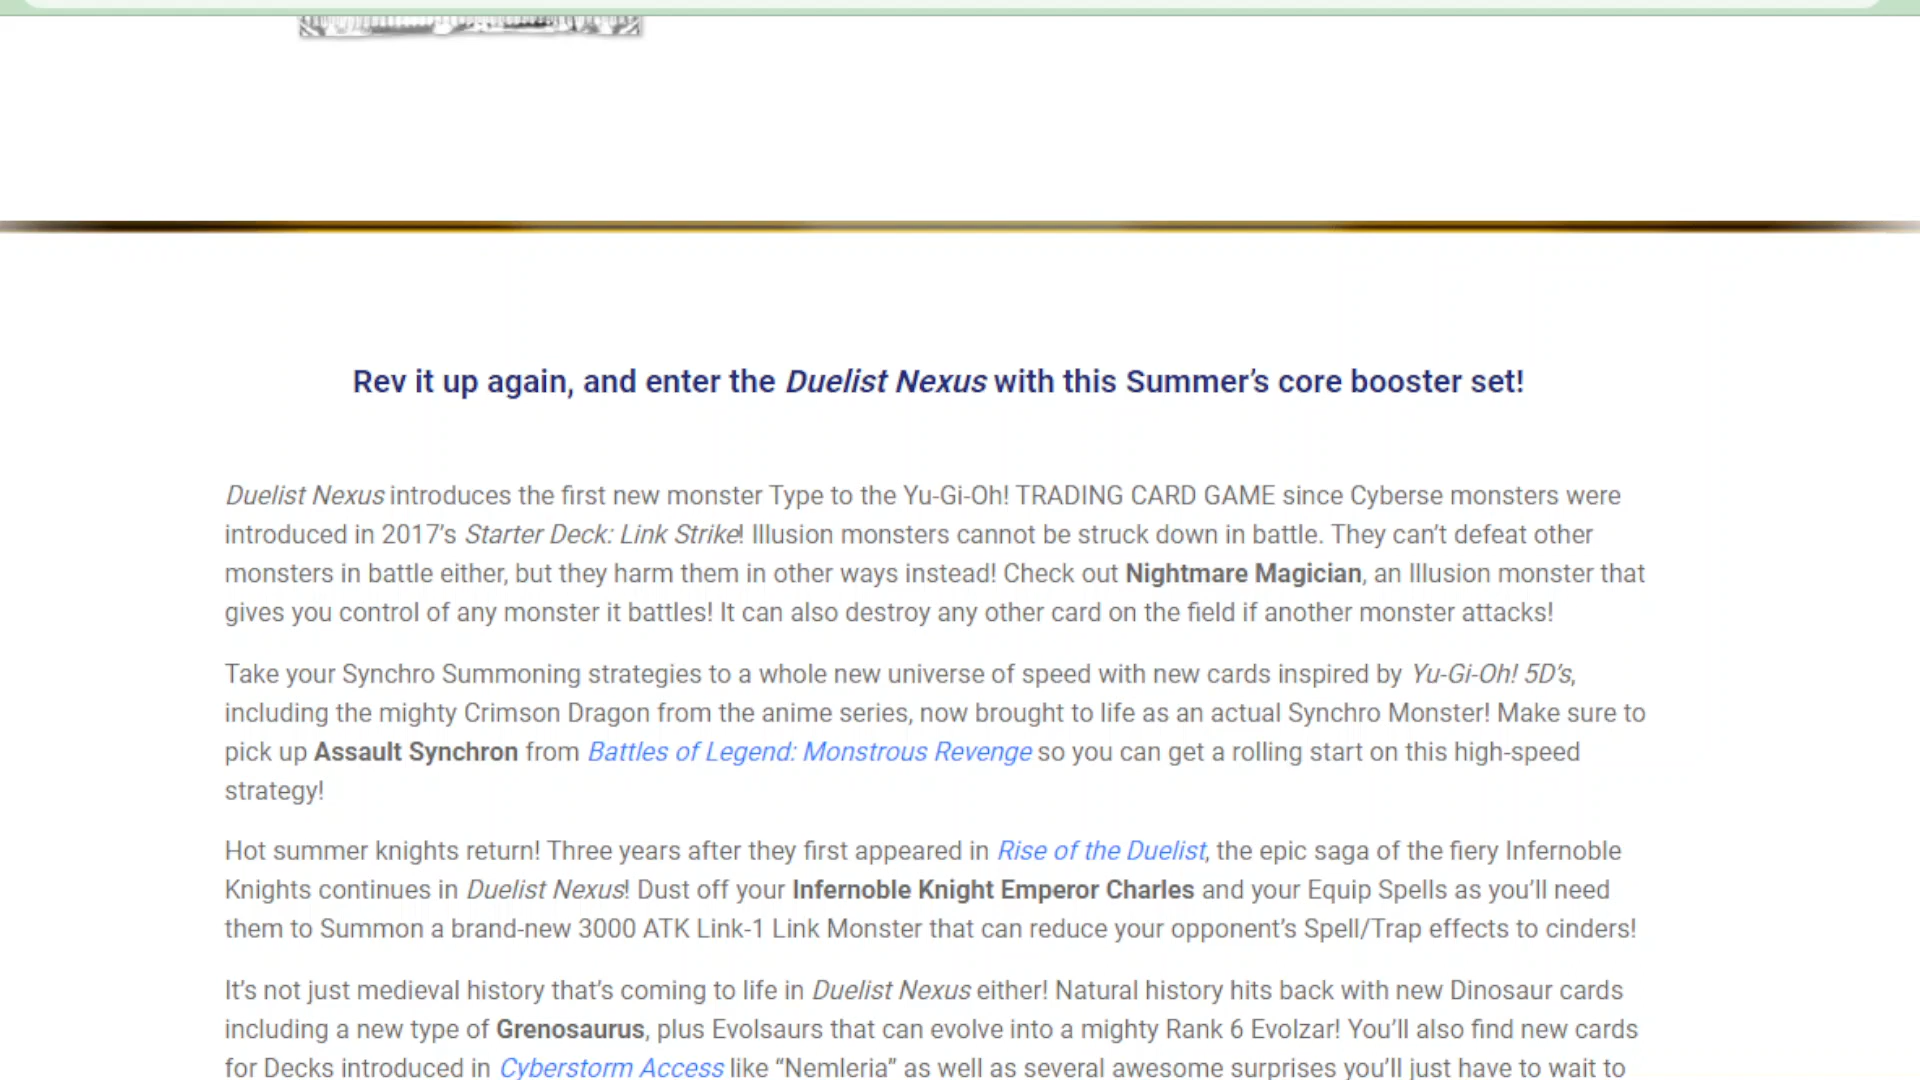 Rev it up again, and enter the Duelist Nexus with this Summer’s core booster set!
Duelist Nexus introduces the first new monster Type to the Yu-Gi-Oh! TRADING CARD GAME since Cyberse monsters were
introduced in 2017’s Starter Deck: Link Strike! Illusion monsters cannot be struck down in battle. They can’t defeat other
monsters in battle either, but they harm them in other ways instead! Check out Nightmare Magician, an Illusion monster that
gives you control of any monster it battles! It can also destroy any other card on the field if another monster attacks!
Take your Synchro Summoning strategies to a whole new universe of speed with new cards inspired by Yu-Gi-Oh! 5D’s,
including the mighty Crimson Dragon from the anime series, now brought to life as an actual Synchro Monster! Make sure to
pick up Assault Synchron from Battles of Legend: Monstrous Revenge so you can get a rolling start on this high-speed
strategy!
Hot summer knights return! Three years after they first appeared in Rise of the Duelist, the epic saga of the fiery Infernoble
Knights continues in Duelist Nexus! Dust off your Infernoble Knight Emperor Charles and your Equip Spells as you’ll need
them to Summon a brand-new 3000 ATK Link-1 Link Monster that can reduce your opponent’s Spell/Trap effects to cinders!
It’s not just medieval history that’s coming to life in Duelist Nexus either! Natural history hits back with new Dinosaur cards
including a new type of Grenosaurus, plus Evolsaurs that can evolve into a mighty Rank 6 Evolzar! You’ll also find new cards
for Decks introduced in Cyberstorm Access like “Nemleria” as well as several awesome surprises you’ll just have to wait to